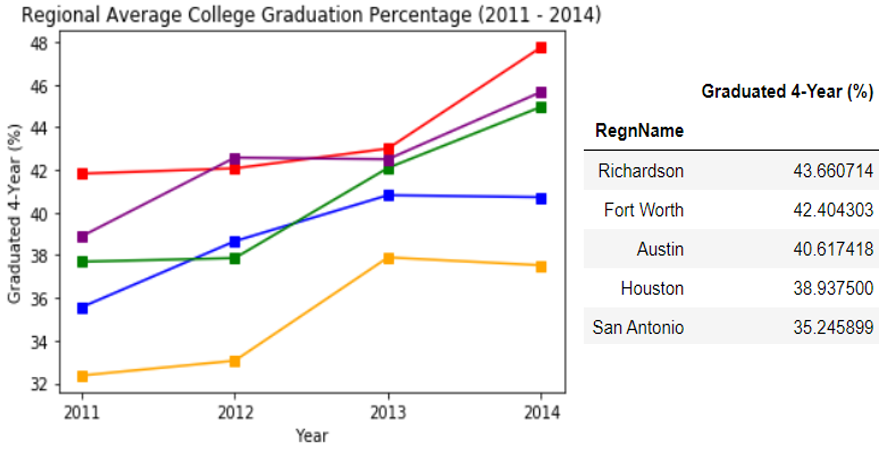 Regional Average College Graduation Percentage (2011 - 2014)
48
46
44
42
40
38
36
34
32
Graduated 4-Year (%)
2011 2012 2013 2014
Year
Graduated 4-Year (%)
RegnName
Richardson 43.660714
Fort Worth 42.404303
Austin 40.617418
Houston 38.937500
San Antonio 35.245899